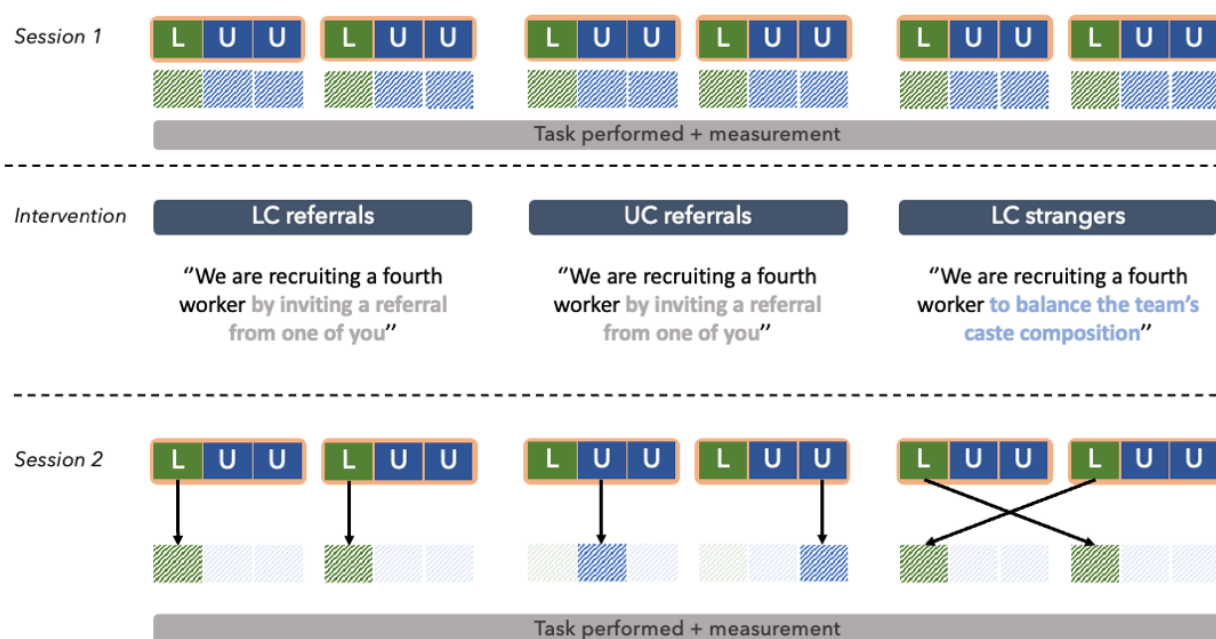 Session 1
L U U L U U L U U L U U L U U L U U
Task performed + measurement
Intervention
LC referrals
UC referrals
LC strangers
“We are recruiting a fourth
worker by inviting a referral
from one of you”
“We are recruiting a fourth
worker by inviting a referral
from one of you”
“We are recruiting a fourth
worker to balance the team’s
caste composition”
Session 2
L U U L U U L U U L U U L U U L U U
Task performed + measurement